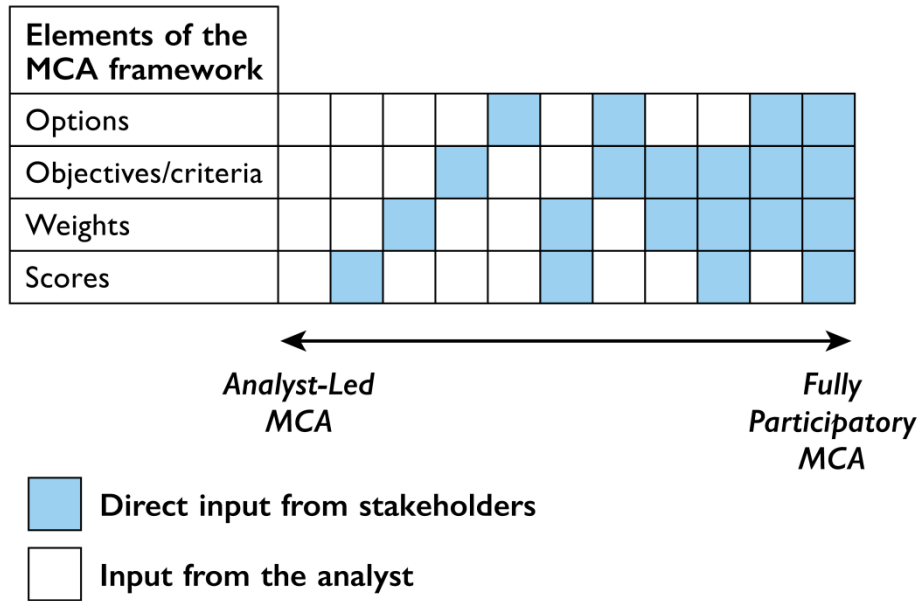 Elements of the
MCA framework
Options
Objectives/criteria
Weights
Scores
Analyst-Led
MCA
Fully
Participatory
MCA
Direct input from stakeholders
Input from the analyst